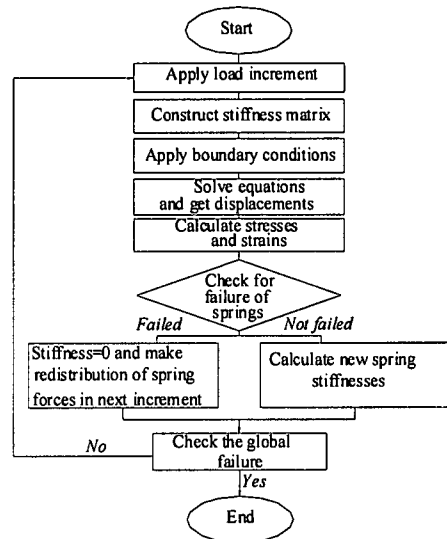 Start
Apply load increment
Construct stiffness matrix
Apply boundary conditions
Solve equations
and get displacements
Calculate stresses
and strains
Check for
failure of
springs
Failed
Not failed
Stiffness=0 and make
redistribution of spring
forces in next increment
Calculate new spring
stiffnesses
No
Check the global
failure
Yes
End